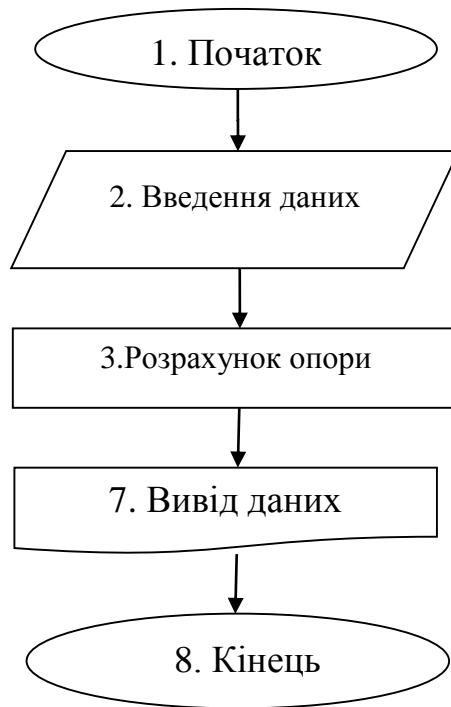 1. Початок
2. Введення даних
3.Розрахунок опори
7. Вивід даних
8. Кінець